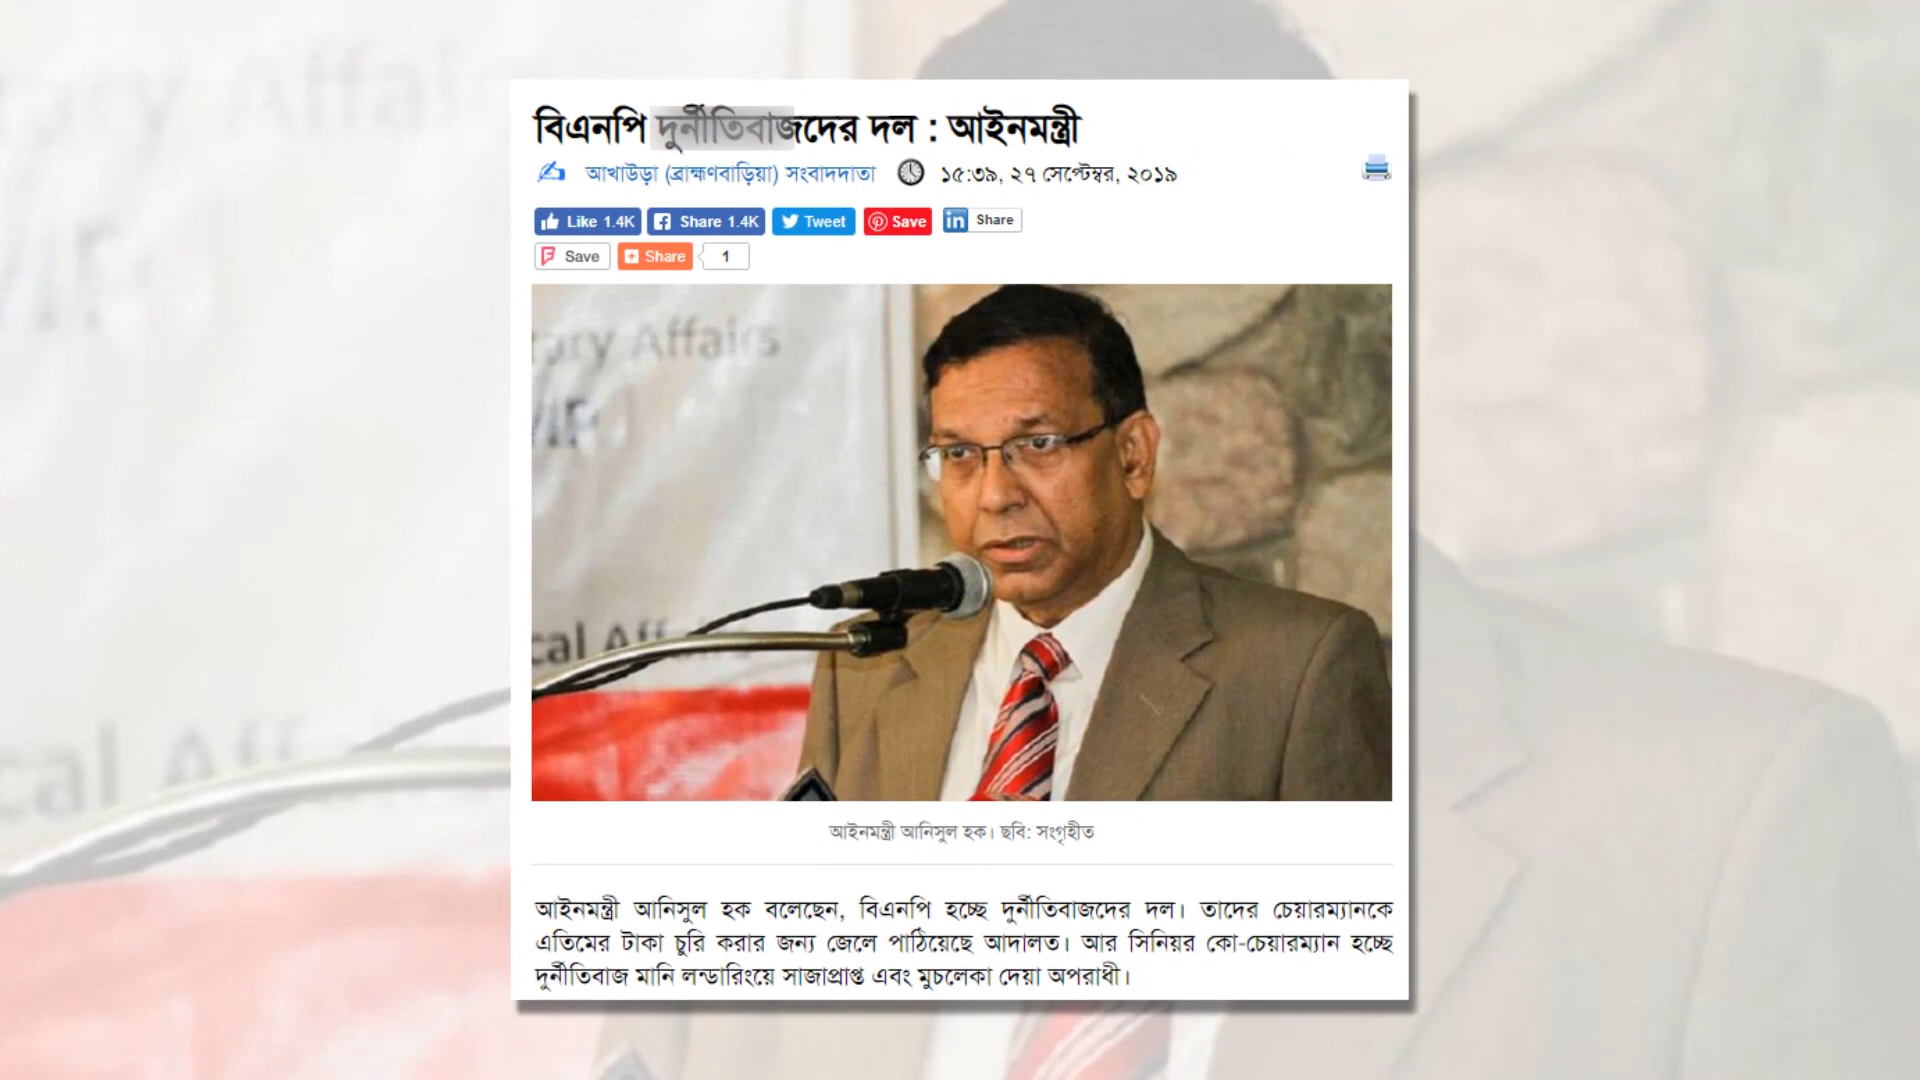 বিএনপি দুর্নীতিবাজদের দল : আইনমন্ত্রী
আখাউড়া (ব্রাহ্মণবাড়িয়া) সংবাদদাতা ১৫:৩৯, ২৭ সেপ্টেম্বর, ২০১৯
Like 1.4K Share 1.4K Tweet Save in Share
Save Share 1
ary Affairs
cal Aff
আইনমন্ত্রী আনিসুল হক। ছবি: সংগৃহীত
আইনমন্ত্রী আনিসুল হক বলেছেন, বিএনপি হচ্ছে দুর্নীতিবাজদের দল। তাদের চেয়ারম্যানকে
এতিমের টাকা চুরি করার জন্য জেলে পাঠিয়েছে আদালত। আর সিনিয়র কো-চেয়ারম্যান হচ্ছে
দুর্নীতিবাজ মানি লন্ডারিংয়ে সাজাপ্রাপ্ত এবং মুচলেকা দেয়া অপরাধী।